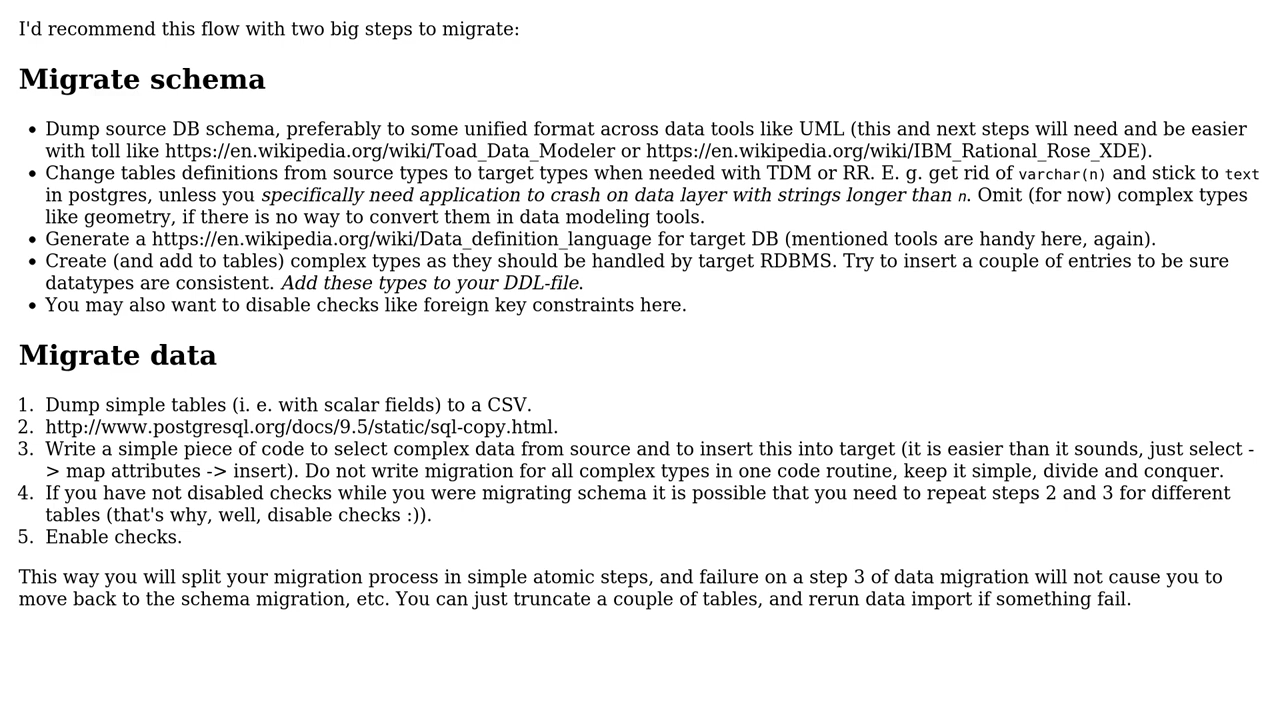 I'd recommend this flow with two big steps to migrate:
Migrate schema
• Dump source DB schema, preferably to some unified format across data tools like UML (this and next steps will need and be easier
with toll like https://en.wikipedia.org/wiki/Toad_Data_Modeler or https://en.wikipedia.org/wiki/IBM_Rational_Rose_XDE).
• Change tables definitions from source types to target types when needed with TDM or RR. E. g. get rid of varchar(n) and stick to text
in postgres, unless you specifically need application to crash on data layer with strings longer than n. Omit (for now) complex types
like geometry, if there is no way to convert them in data modeling tools.
• Generate a https://en.wikipedia.org/wiki/Data_definition_language for target DB (mentioned tools are handy here, again).
• Create (and add to tables) complex types as they should be handled by target RDBMS. Try to insert a couple of entries to be sure
datatypes are consistent. Add these types to your DDL-file.
• You may also want to disable checks like foreign key constraints here.
Migrate data
1. Dump simple tables (i. e. with scalar fields) to a CSV.
2. http://www.postgresql.org/docs/9.5/static/sql-copy.html.
3. Write a simple piece of code to select complex data from source and to insert this into target (it is easier than it sounds, just select -
> map attributes -> insert). Do not write migration for all complex types in one code routine, keep it simple, divide and conquer.
4. If you have not disabled checks while you were migrating schema it is possible that you need to repeat steps 2 and 3 for different
tables (that's why, well, disable checks :)).
5. Enable checks.
This way you will split your migration process in simple atomic steps, and failure on a step 3 of data migration will not cause you to
move back to the schema migration, etc. You can just truncate a couple of tables, and rerun data import if something fail.